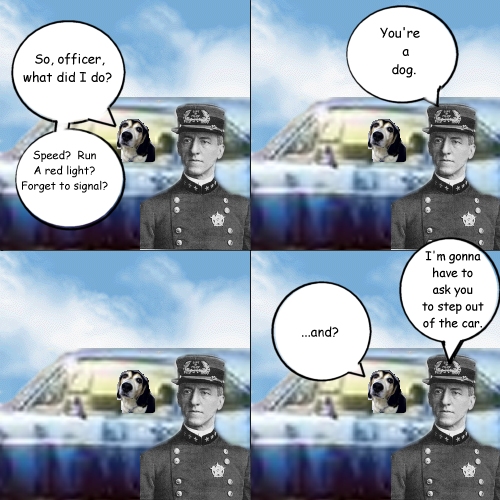 So, officer,
what did I do?
Speed?  Run
A red light?
Forget to signal?
You're
a
dog.
...and?
I'm gonna
have to
ask you
to step out
of the car.